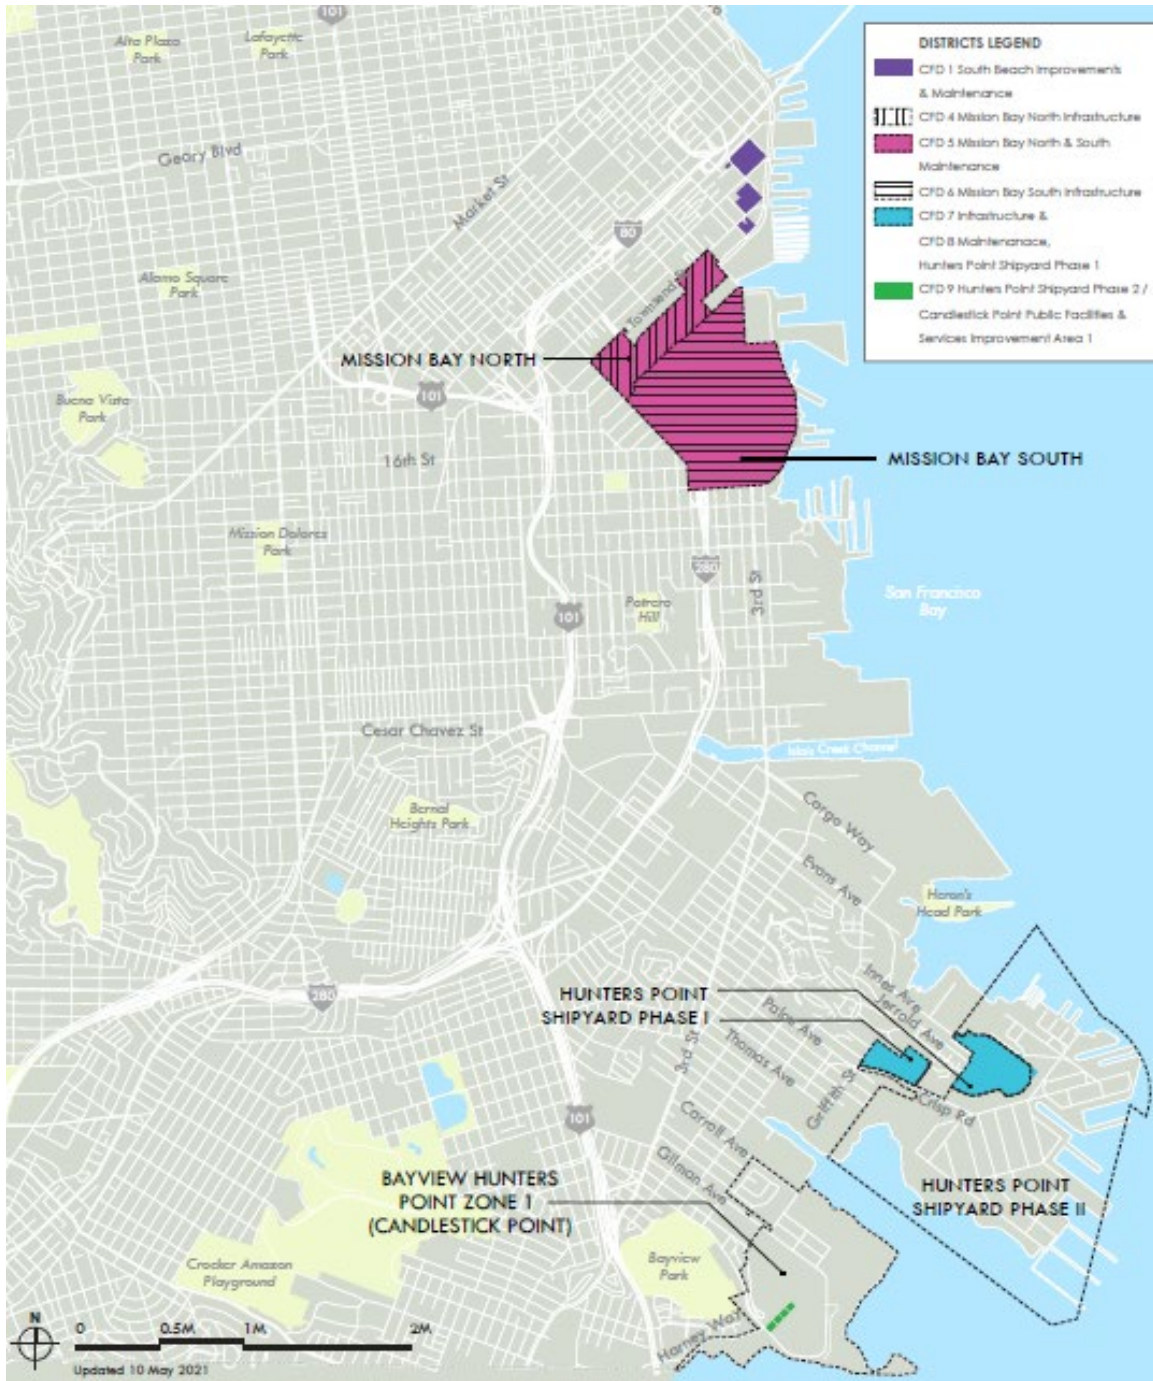 101
Alta Plaza
Park
Lafayette
Park
Geary Blvd
Market St
80
Alamo Square
Park
Townsend St
MISSION BAY NORTH
Buena Vista
Park
101
16th St
MISSION BAY SOUTH
Mission Dolores
Park
280
3rd St
San Francisco
Bay
Potrero
Hill
101
Cesar Chavez St
Islais Creek Channel
Bernal
Heights Park
Cargo Way
Evans Ave
Heron's
Head Park
280
HUNTERS POINT
SHIPYARD PHASE I
Innes Ave
Jerrold Ave
Palou Ave
Thomas Ave
3rd St
Griffith St
Crisp Rd
101
Carroll Ave
Gilman Ave
BAYVIEW HUNTERS
POINT ZONE 1
(CANDLESTICK POINT)
HUNTERS POINT
SHIPYARD PHASE II
Crocker Amazon
Playground
Bayview
Park
Harney Way
N
0 0.5M 1M 2M
Updated 10 May 2021
DISTRICTS LEGEND
CFD 1 South Beach Improvements
& Maintenance
CFD 4 Mission Bay North Infrastructure
CFD 5 Mission Bay North & South
Maintenance
CFD 6 Mission Bay South Infrastructure
CFD 7 Infrastructure &
CFD 8 Maintenanace,
Hunters Point Shipyard Phase 1
CFD 9 Hunters Point Shipyard Phase 2 /
Candlestick Point Public Facilities &
Services Improvement Area 1